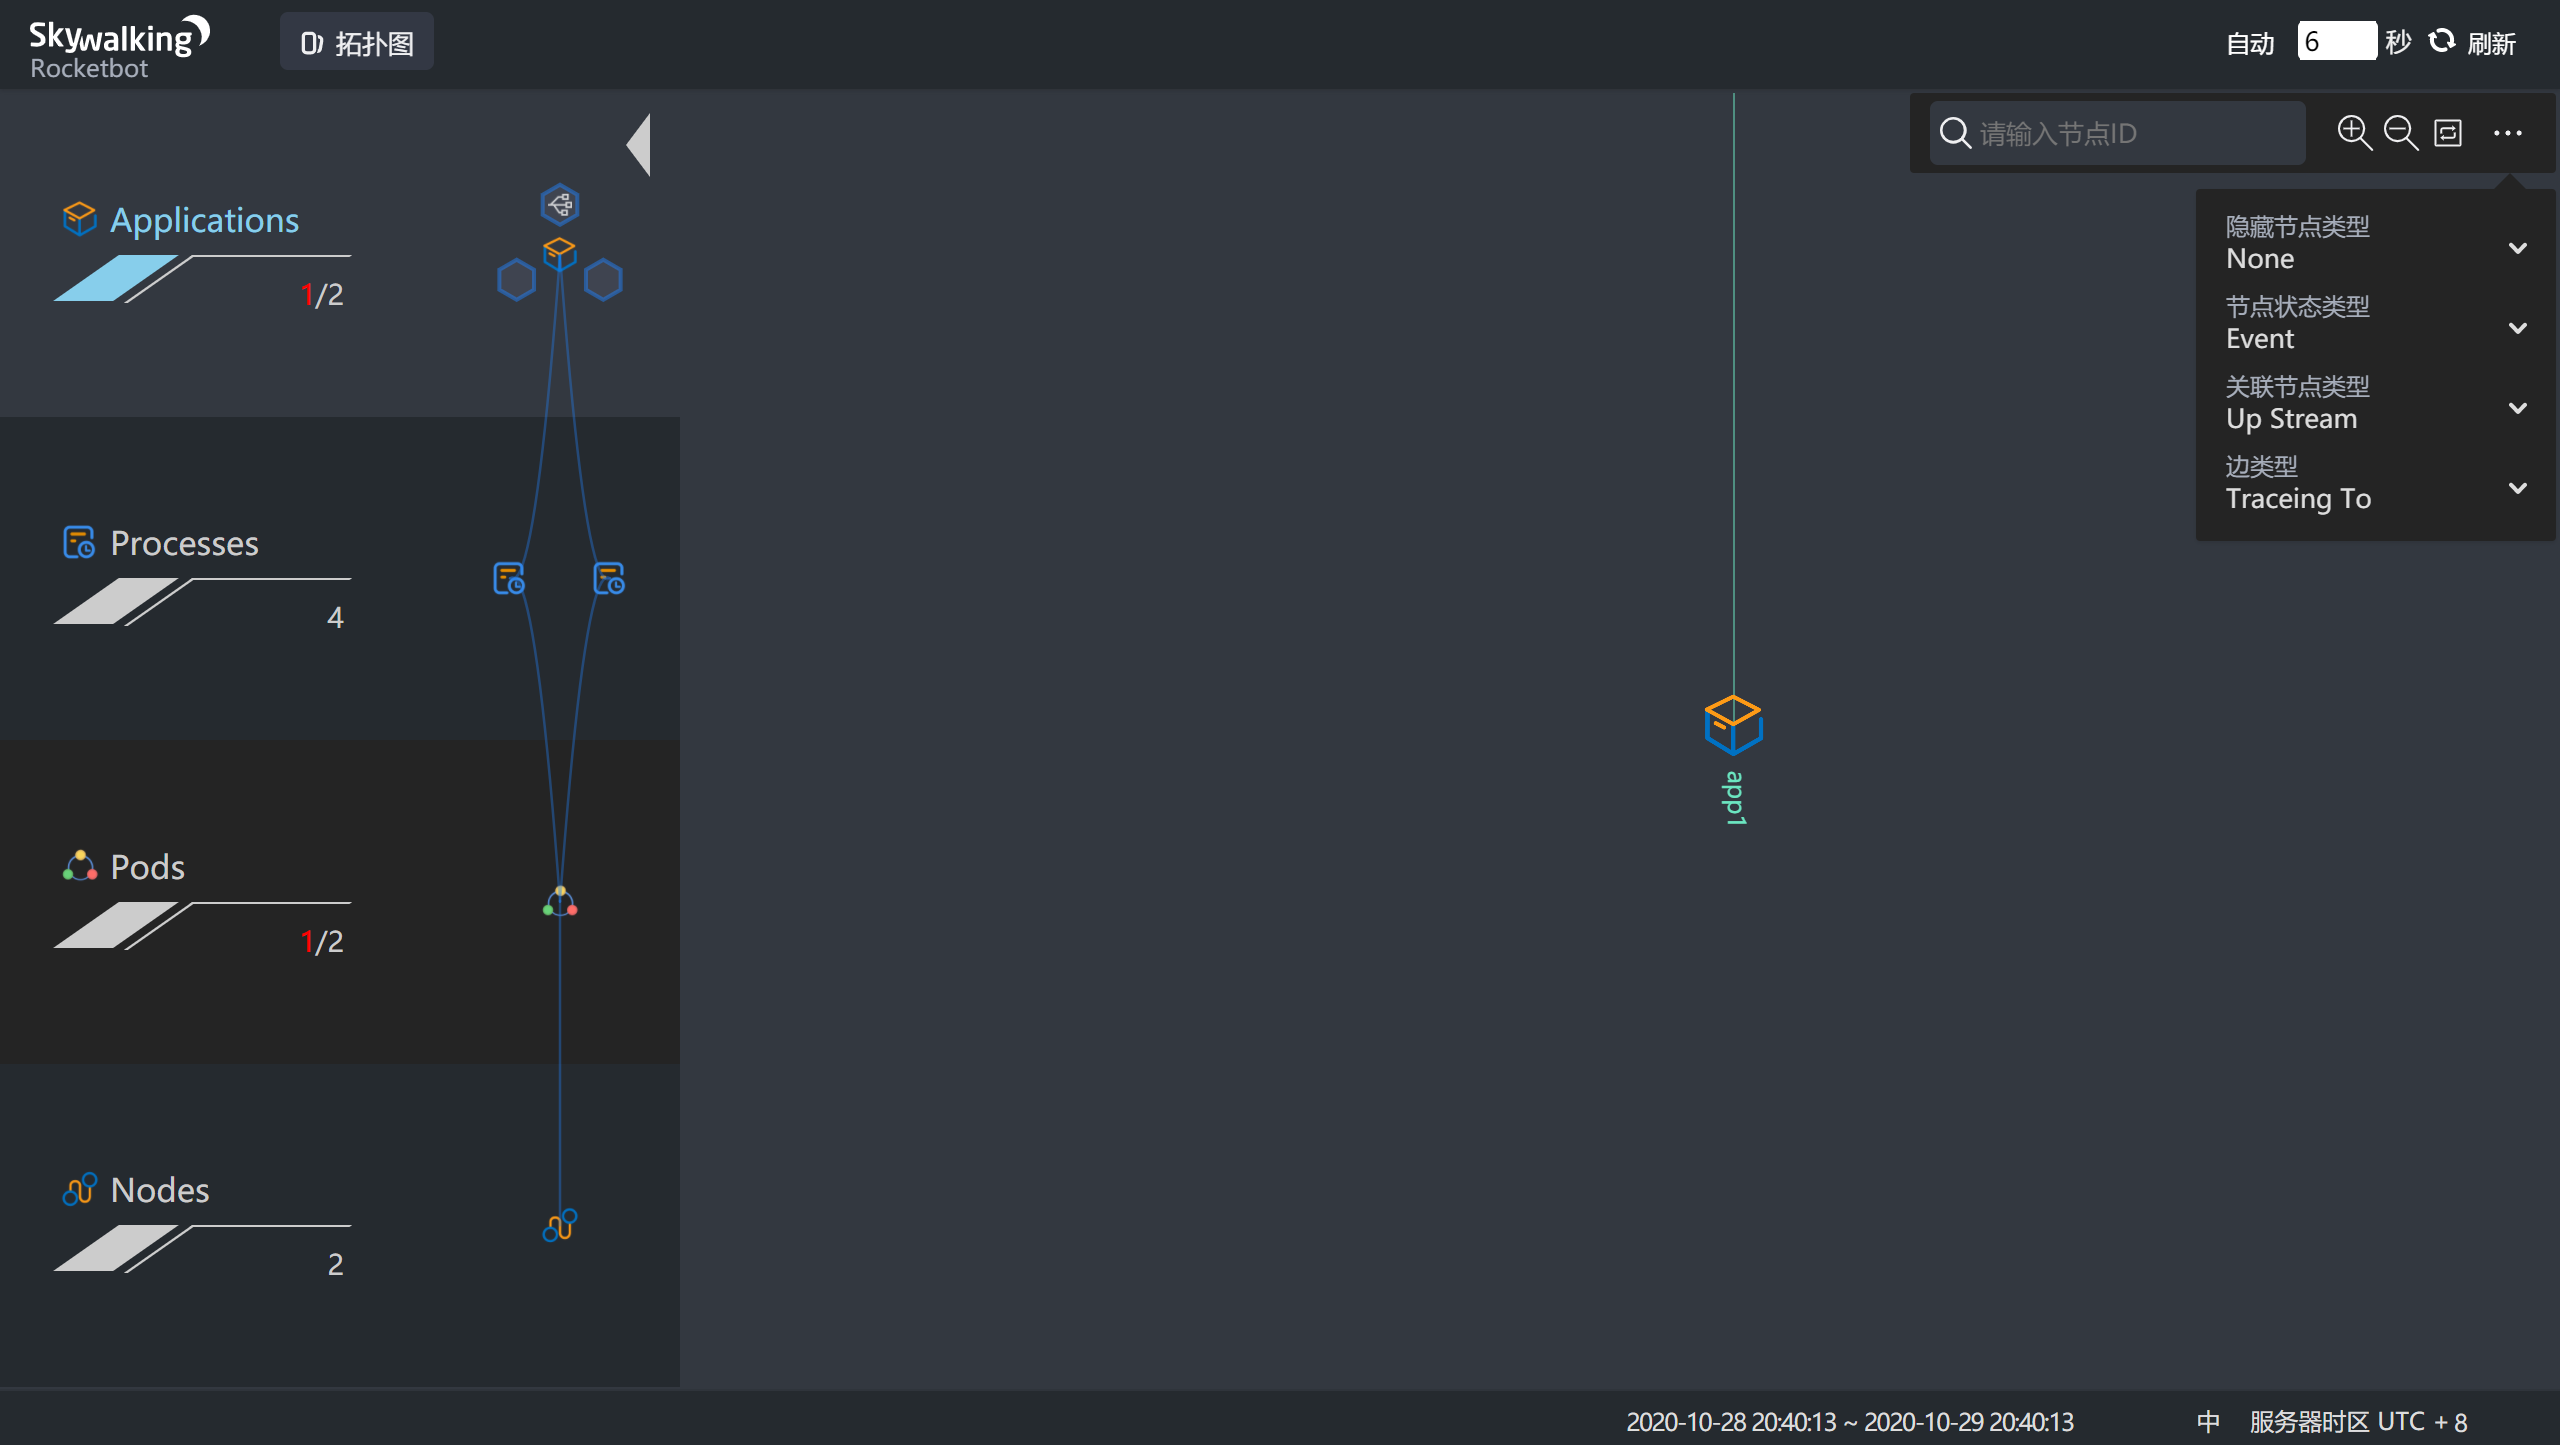 Skywalking
Rocketbot
拓扑图
自动 6 秒 刷新
请输入节点ID
隐藏节点类型
None
节点状态类型
Event
关联节点类型
Up Stream
边类型
Traceing To
Applications
1/2
Processes
4
Pods
1/2
Nodes
2
app1
2020-10-28 20:40:13 ~ 2020-10-29 20:40:13
中
服务器时区 UTC + 8